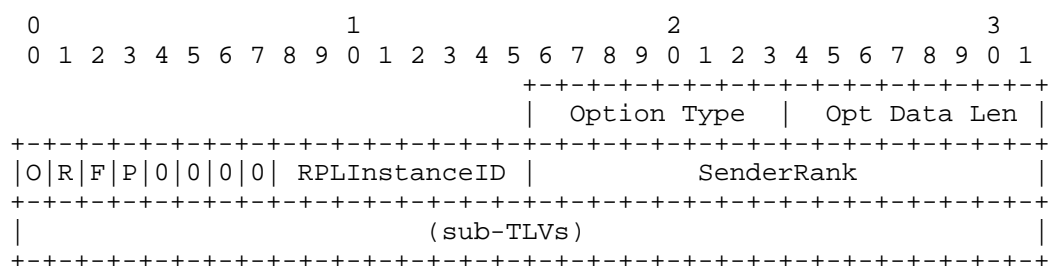 0                   1                   2                   3
 0 1 2 3 4 5 6 7 8 9 0 1 2 3 4 5 6 7 8 9 0 1 2 3 4 5 6 7 8 9 0 1
                                +-+-+-+-+-+-+-+-+-+-+-+-+-+-+-+-+
                                |  Option Type  |  Opt Data Len |
+-+-+-+-+-+-+-+-+-+-+-+-+-+-+-+-+-+-+-+-+-+-+-+-+-+-+-+-+-+-+-+-+
|O|R|F|P|0|0|0|0| RPLInstanceID |          SenderRank           |
+-+-+-+-+-+-+-+-+-+-+-+-+-+-+-+-+-+-+-+-+-+-+-+-+-+-+-+-+-+-+-+-+
|                         (sub-TLVs)                            |
+-+-+-+-+-+-+-+-+-+-+-+-+-+-+-+-+-+-+-+-+-+-+-+-+-+-+-+-+-+-+-+-+